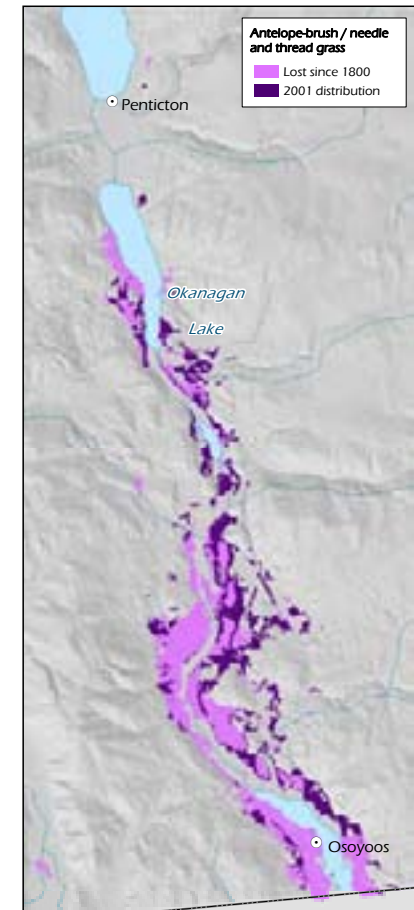 Antelope-brush / needle
and thread grass
Lost since 1800
2001 distribution
Penticton
Okanagan
Lake
Osoyoos